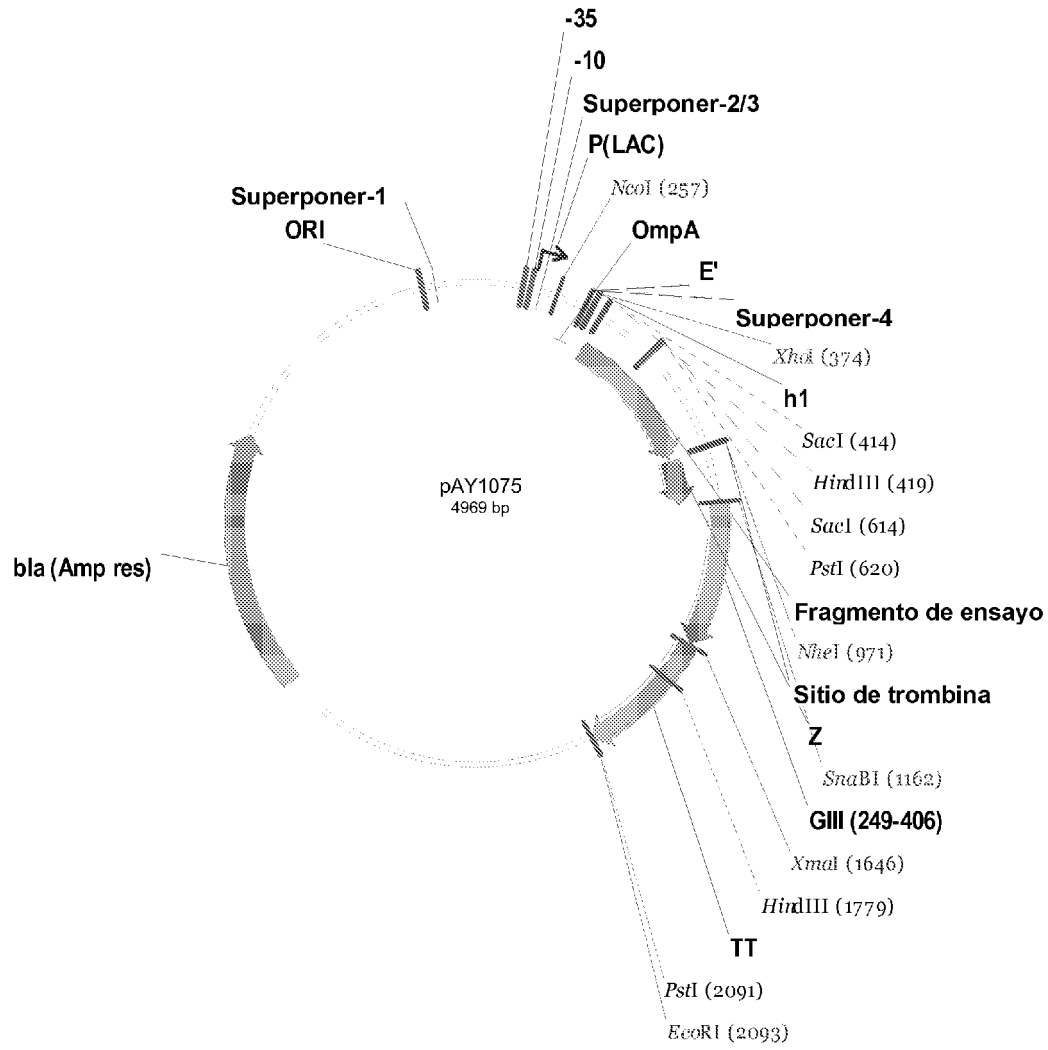 -35
-10
Superponer-2/3
P(LAC)
NcoI (257)
Superponer-1
ORI
OmpA
E'
Superponer-4
XhoI (374)
h1
SacI (414)
HindIII (419)
SacI (614)
PstI (620)
pAY1075
4969 bp
bla (Amp res)
Fragmento de ensayo
NheI (971)
Sitio de trombina
Z
SnaBI (1162)
GIII (249-406)
XmaI (1646)
HindIII (1779)
TT
PstI (2091)
EcoRI (2093)